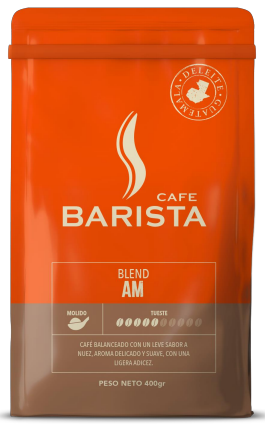 DELEITE
GUATEMALA
CAFE
BARISTA
BLEND
AM
MOLIDO
TUESTE
CAFÉ BALANCEADO CON UN LEVE SABOR A
NUEZ, AROMA DELICADO Y SUAVE, CON UNA
LIGERA ADICEZ.
PESO NETO 400gr